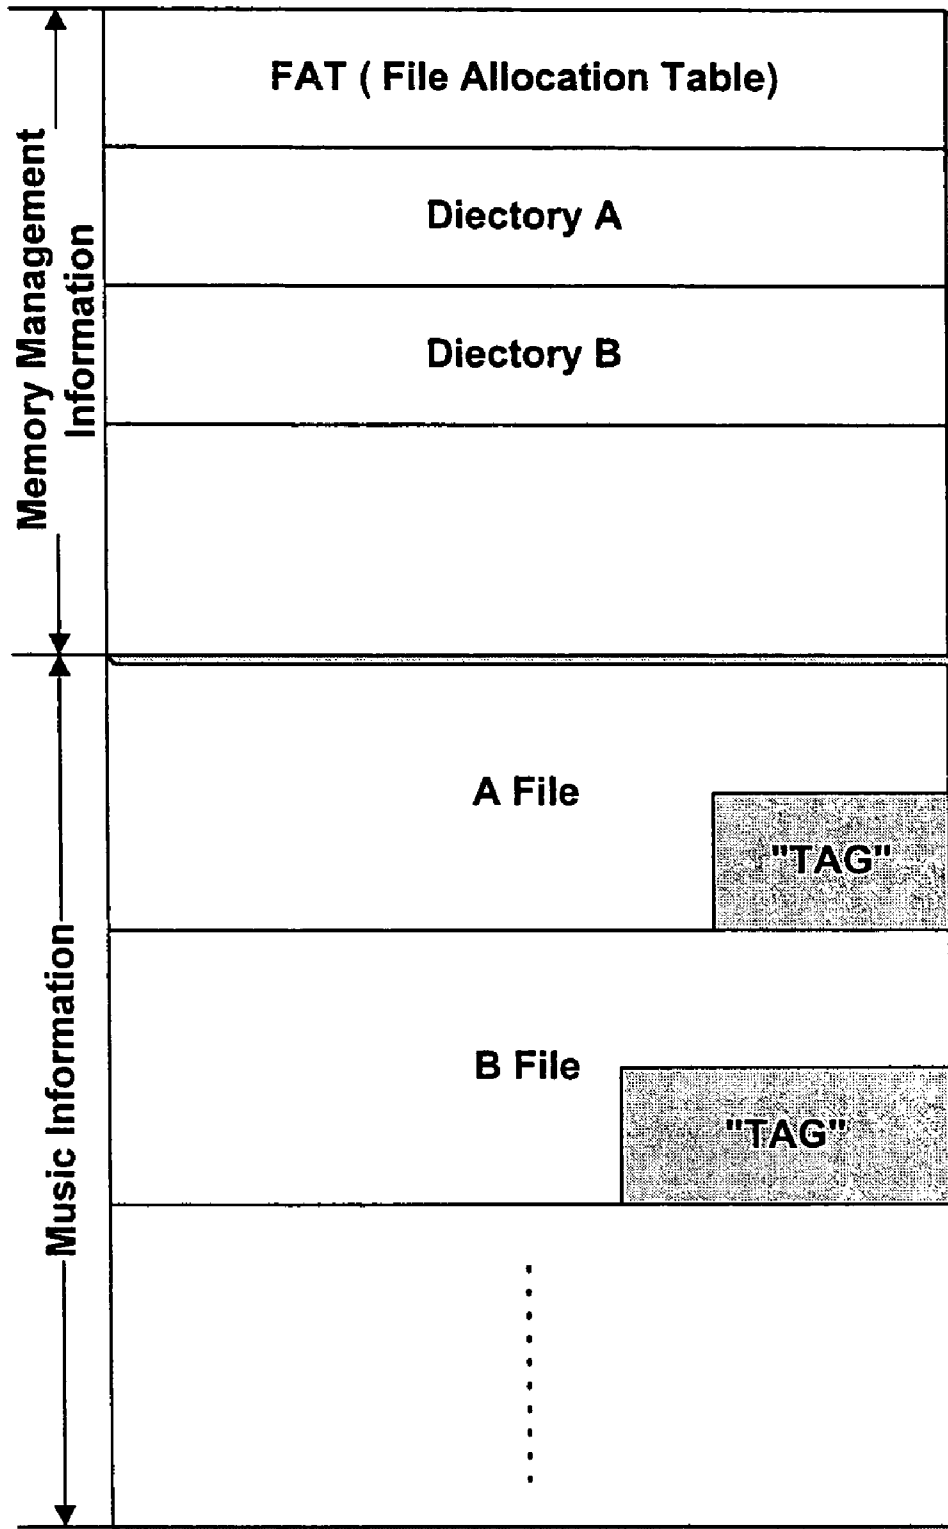 FAT ( File Allocation Table)
Diectory A
Diectory B
Memory Management
Information
A File
"TAG"
B File
"TAG"
Music Information